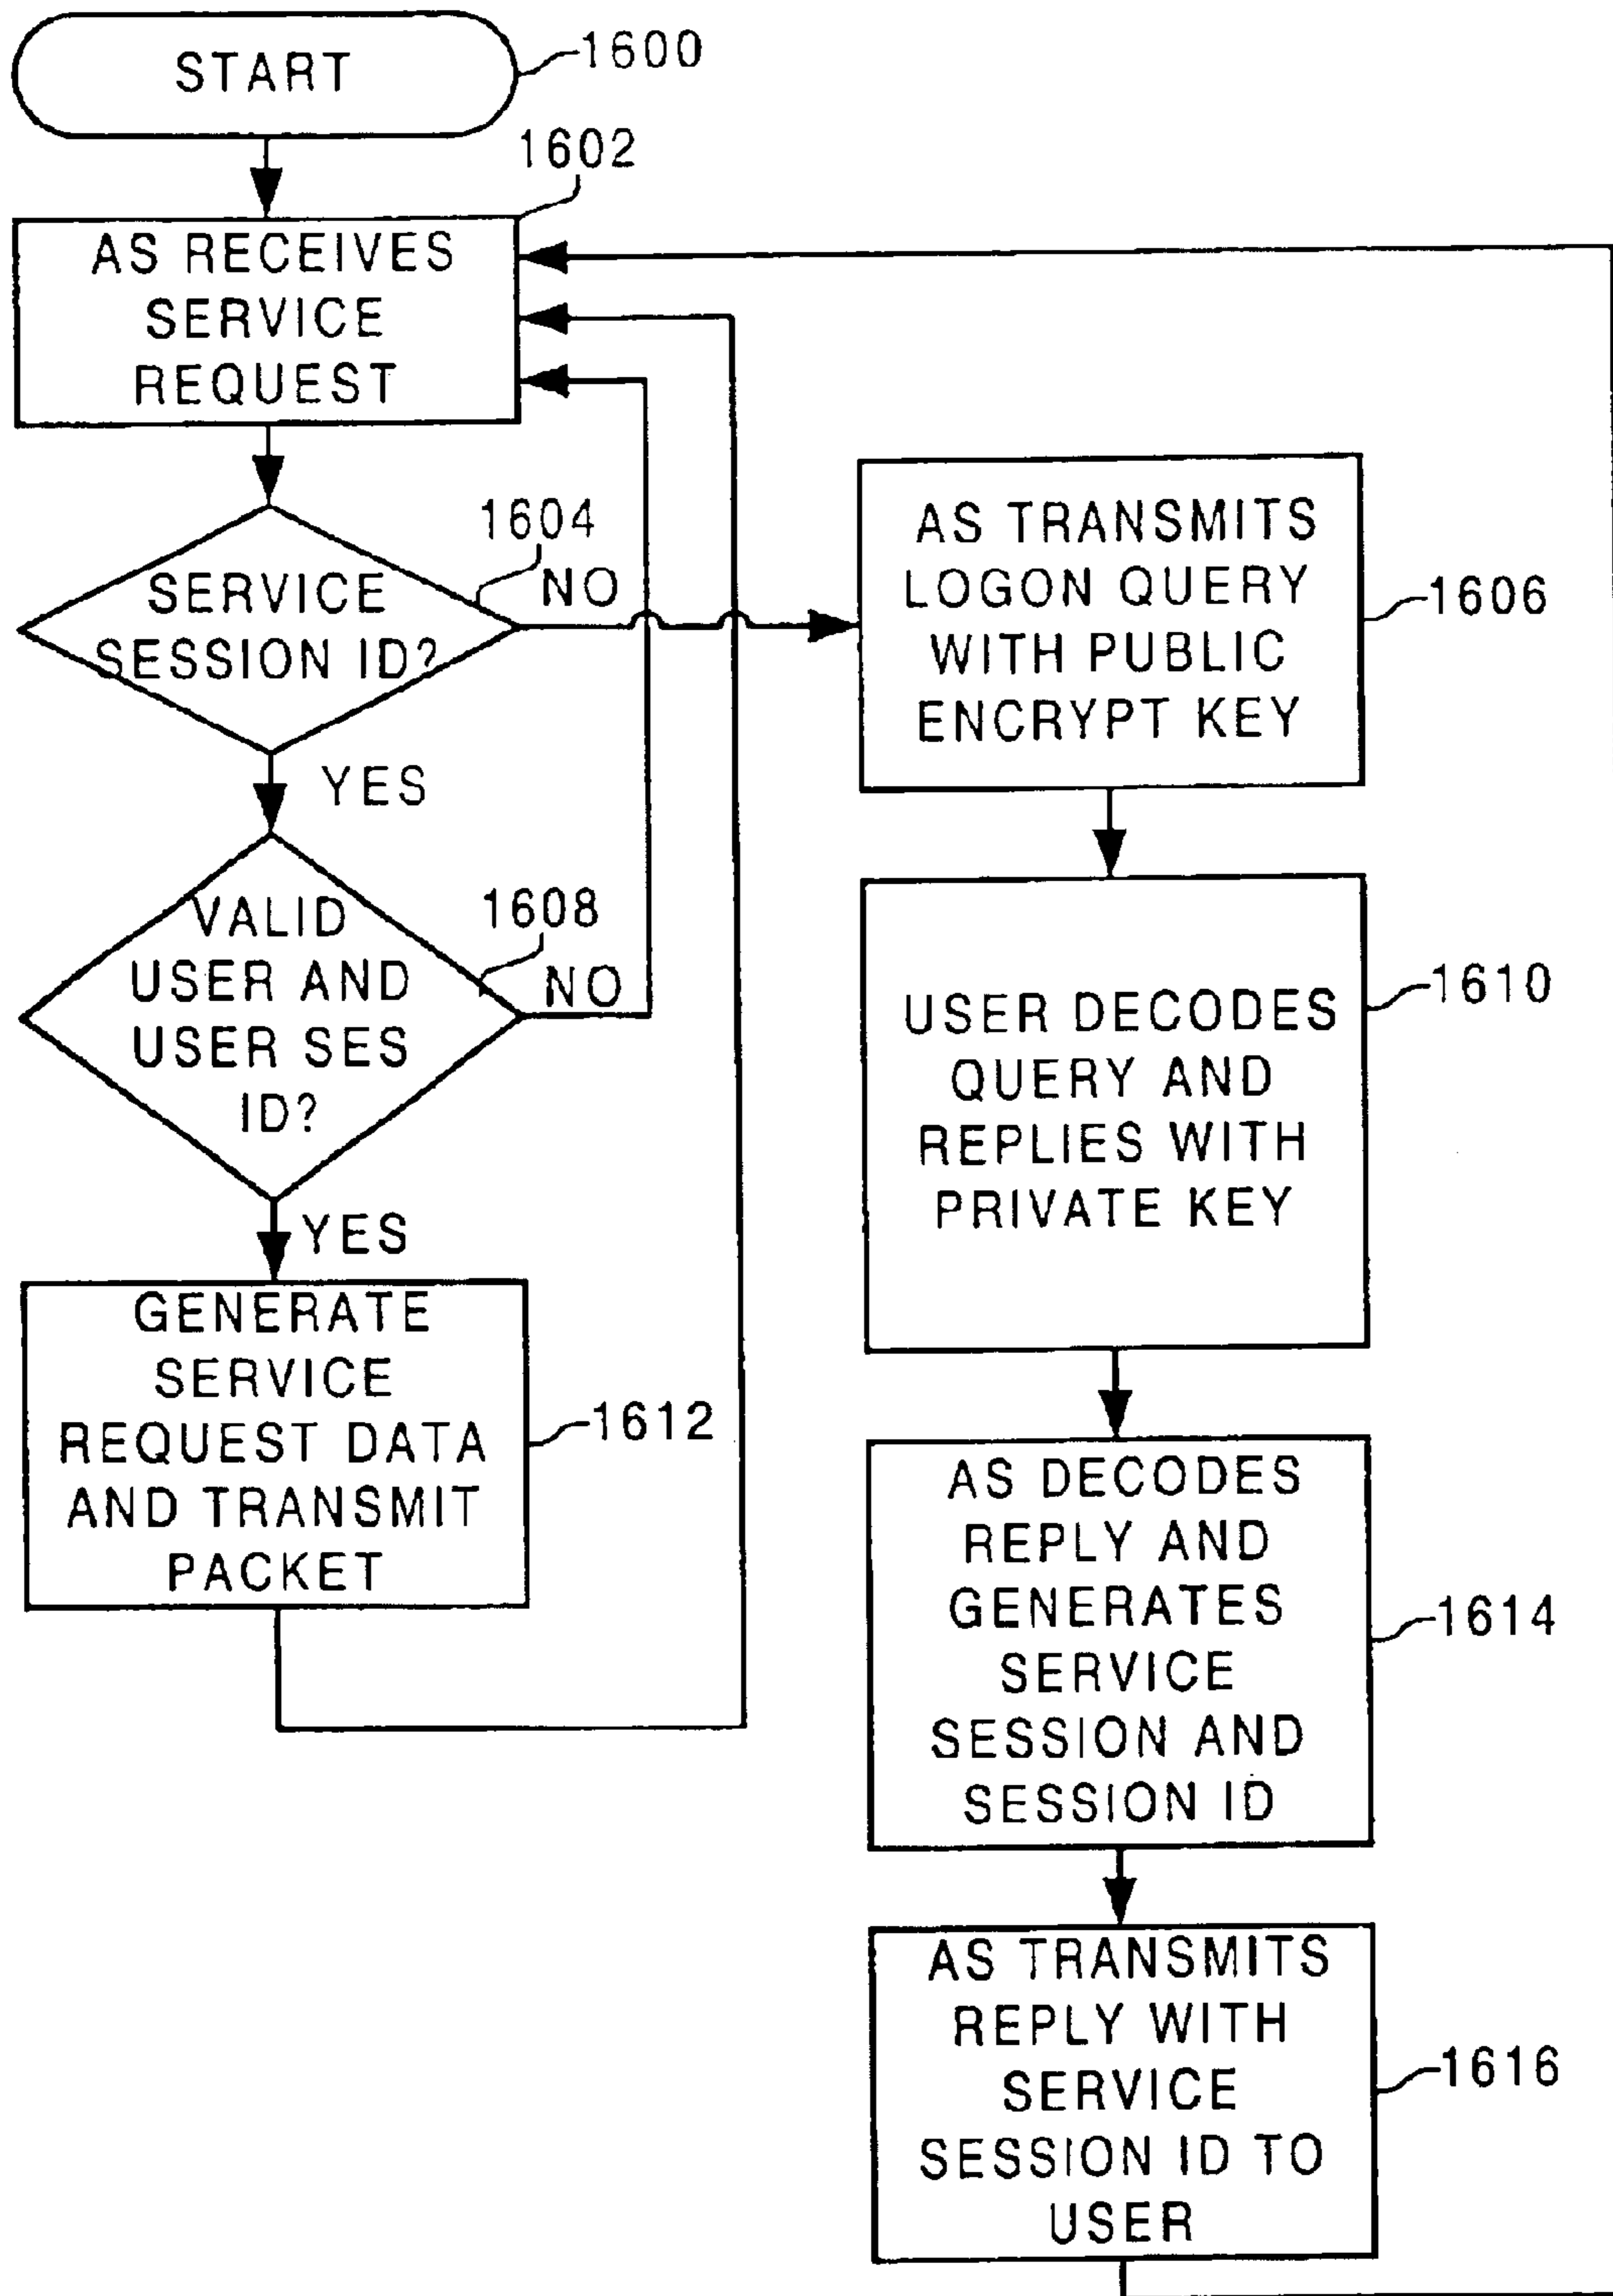 START
1600
1602
AS RECEIVES
SERVICE
REQUEST
1604
SERVICE
SESSION ID?
NO
YES
AS TRANSMITS
LOGON QUERY
WITH PUBLIC
ENCRYPT KEY
1606
VALID
USER AND
USER SES
ID?
1608
NO
YES
USER DECODES
QUERY AND
REPLIES WITH
PRIVATE KEY
1610
GENERATE
SERVICE
REQUEST DATA
AND TRANSMIT
PACKET
1612
AS DECODES
REPLY AND
GENERATES
SERVICE
SESSION AND
SESSION ID
1614
AS TRANSMITS
REPLY WITH
SERVICE
SESSION ID TO
USER
1616